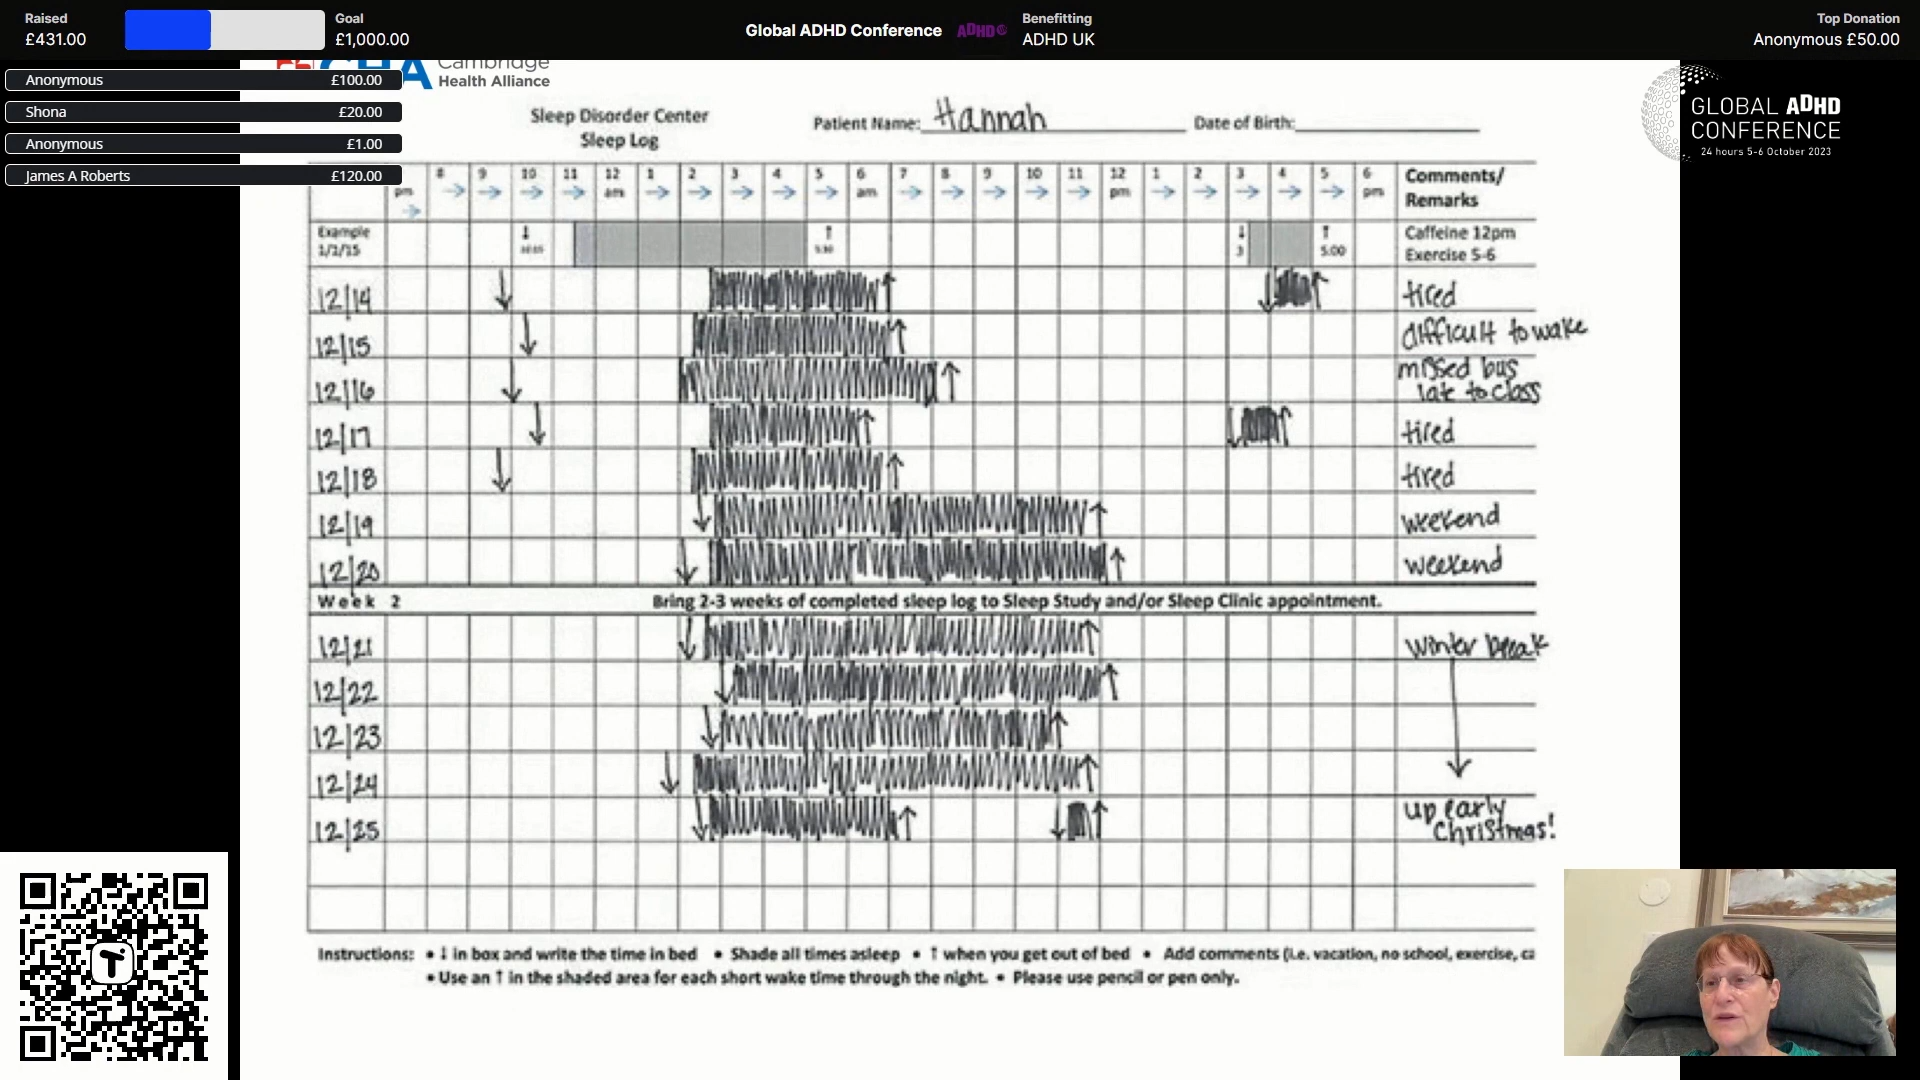 Raised
£431.00
Goal
£1,000.00
Global ADHD Conference
ADHD
Benefitting
ADHD UK
Top Donation
Anonymous £50.00
Anonymous £100.00
Shona £20.00
Anonymous £1.00
James A Roberts £120.00
Cambridge
Health Alliance
GLOBAL ADHD
CONFERENCE
24 hours 5-6 October 2023
Sleep Disorder Center
Sleep Log
Patient Name: Hannah Date of Birth:
pm 8 9 10 11 12 am 1 2 3 4 5 6 am 7 8 9 10 11 12 pm 1 2 3 4 5 6 pm Comments/
Remarks
Example 3 5.00 Caffeine 12pm
1/1/15 Exercise 5-6
12/14 tired
12/15 difficult to wake
12/16 missed bus
late to class
12/17 tired
12/18 tired
12/19 weekend
12/20 weekend
Week 2 Bring 2-3 weeks of completed sleep log to Sleep Study and/or Sleep Clinic appointment.
12/21 winter break
12/22
12/23
12/24
12/25 up early
Christmas!
Instructions: • ↓ in box and write the time in bed • Shade all times asleep • ↑ when you get out of bed • Add comments (i.e. vacation, no school, exercise, ca
• Use an ↑ in the shaded area for each short wake time through the night. • Please use pencil or pen only.